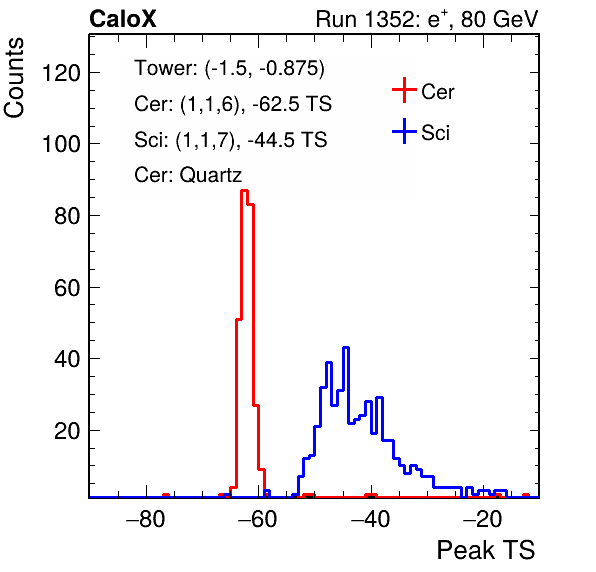 CaloX Run 1352: e⁺, 80 GeV
Counts
Tower: (-1.5, -0.875)
Cer: (1,1,6), -62.5 TS
Sci: (1,1,7), -44.5 TS
Cer: Quartz
Cer
Sci
120
100
80
60
40
20
−80 −60 −40 −20
Peak TS